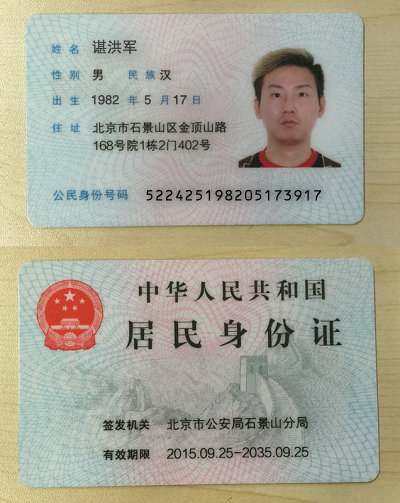 姓名 谌洪军
性别 男 民族 汉
出生 1982 年 5 月 17 日
住址 北京市石景山区金顶山路
168号院1栋2门402号
公民身份号码 522425198205173917
中华人民共和国
居民身份证
签发机关 北京市公安局石景山分局
有效期限 2015.09.25-2035.09.25